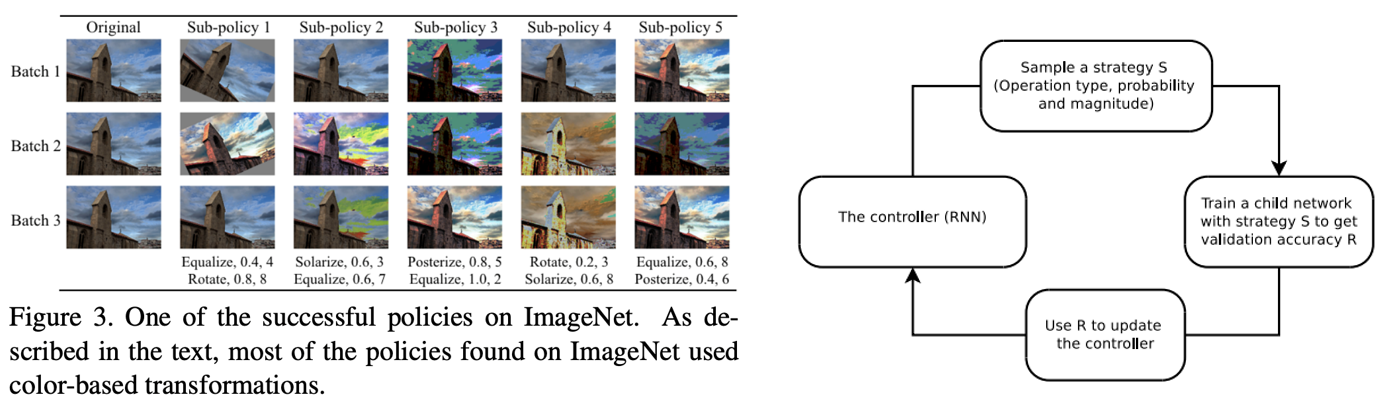 Original Sub-policy 1 Sub-policy 2 Sub-policy 3 Sub-policy 4 Sub-policy 5
Batch 1
Batch 2
Batch 3
Equalize, 0.4, 4 Solarize, 0.6, 3 Posterize, 0.8, 5 Rotate, 0.2, 3 Equalize, 0.6, 8
Rotate, 0.8, 8 Equalize, 0.6, 7 Equalize, 1.0, 2 Solarize, 0.6, 8 Posterize, 0.4, 6
Figure 3. One of the successful policies on ImageNet. As de-
scribed in the text, most of the policies found on ImageNet used
color-based transformations.
Sample a strategy S
(Operation type, probability
and magnitude)
The controller (RNN)
Train a child network
with strategy S to get
validation accuracy R
Use R to update
the controller